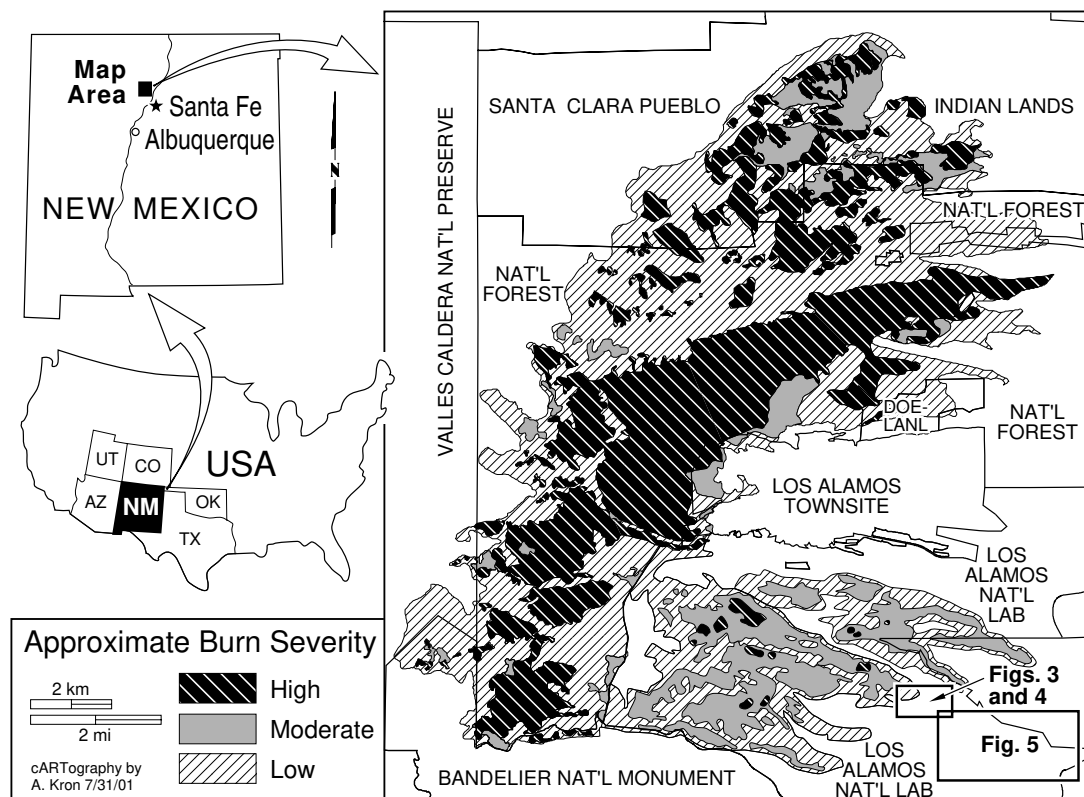 Map
Area
Santa Fe
Albuquerque
NEW MEXICO
N
USA
UT
CO
AZ
NM
OK
TX
Approximate Burn Severity
2 km
2 mi
High
Moderate
Low
cARTography by
A. Kron 7/31/01
VALLES CALDERA NAT'L PRESERVE
SANTA CLARA PUEBLO
INDIAN LANDS
NAT'L FOREST
NAT'L
FOREST
DOE-
LANL
NAT'L
FOREST
LOS ALAMOS
TOWNSITE
LOS
ALAMOS
NAT'L
LAB
Figs. 3
and 4
Fig. 5
LOS
ALAMOS
NAT'L LAB
BANDELIER NAT'L MONUMENT